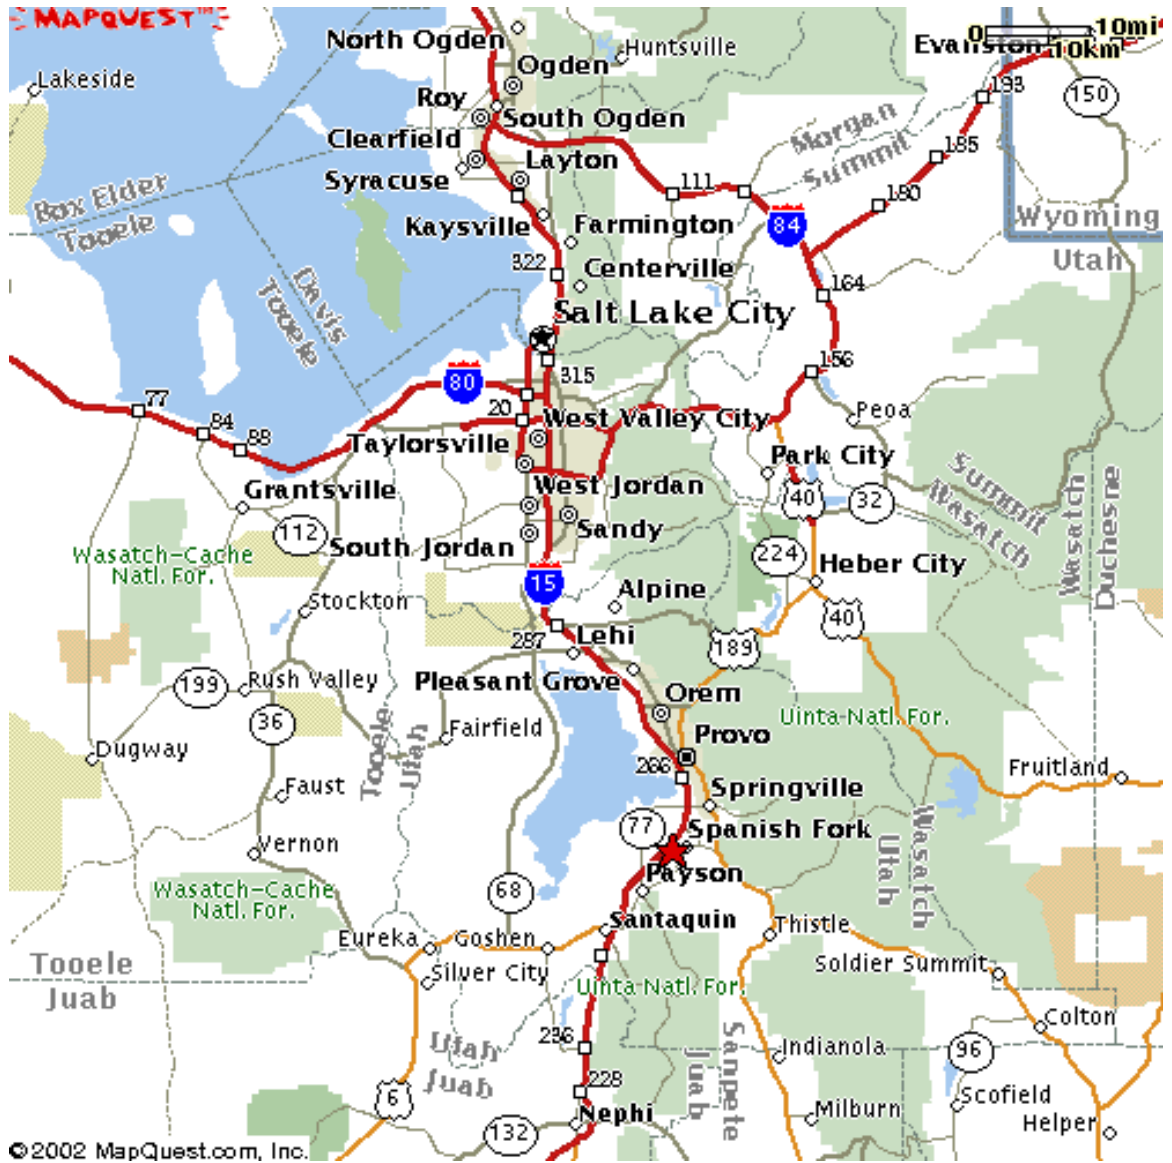 MAPQUEST™
0 10mi
10km
North Ogden
Huntsville
Evanston
Ogden
Lakeside
193
150
Roy
South Ogden
Clearfield
Morgan
Summit
185
Layton
Syracuse
111
180
Box Elder
Tooele
Kaysville
Farmington
84
Wyoming
Utah
322
Centerville
Davis
Tooele
164
Salt Lake City
315
156
80
77
20
West Valley City
Peoa
84
88
Taylorsville
Park City
Summit
Wasatch
Wasatch
Duchesne
Grantsville
West Jordan
40
32
112
Sandy
South Jordan
Wasatch-Cache
Natl. For.
224
Heber City
15
Alpine
Stockton
40
287
Lehi
189
199
Rush Valley
Pleasant Grove
Orem
Uinta Natl. For.
36
Tooele
Utah
Fairfield
Provo
Dugway
266
Fruitland
Faust
Springville
77
Spanish Fork
Utah
Wasatch
Vernon
Payson
Wasatch-Cache
Natl. For.
68
Santaquin
Thistle
Eureka
Goshen
Tooele
Juab
Silver City
Soldier Summit
Uinta Natl. For.
Colton
236
Utah
Juab
Juab
Sanpete
Indianola
96
228
6
Scofield
Nephi
Milburn
Helper
132
©2002 MapQuest.com, Inc.